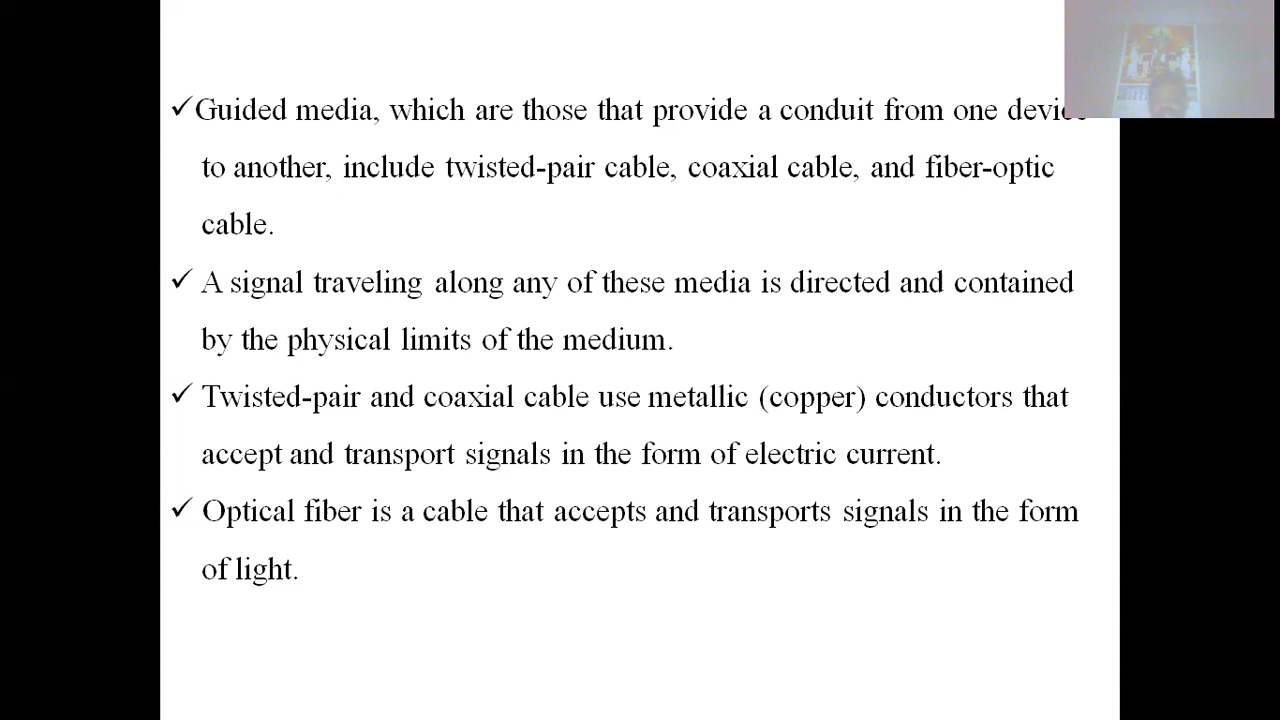 ✓Guided media, which are those that provide a conduit from one device
to another, include twisted-pair cable, coaxial cable, and fiber-optic
cable.
✓ A signal traveling along any of these media is directed and contained
by the physical limits of the medium.
✓ Twisted-pair and coaxial cable use metallic (copper) conductors that
accept and transport signals in the form of electric current.
✓ Optical fiber is a cable that accepts and transports signals in the form
of light.